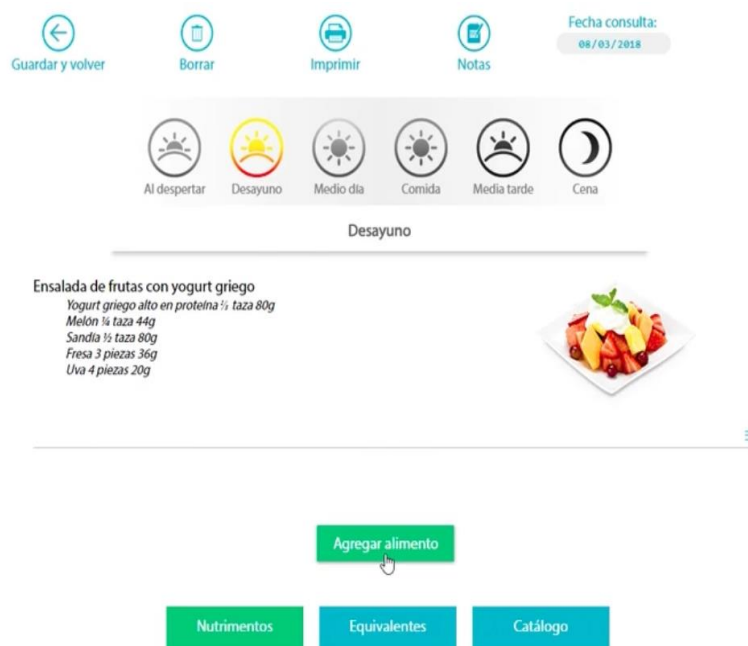 Guardar y volver
Borrar
Imprimir
Notas
Fecha consulta:
08/03/2018
Al despertar
Desayuno
Medio día
Comida
Media tarde
Cena
Desayuno
Ensalada de frutas con yogurt griego
Yogurt griego alto en proteína ⅓ taza 80g
Melón ¼ taza 44g
Sandía ½ taza 80g
Fresa 3 piezas 36g
Uva 4 piezas 20g
Agregar alimento
Nutrimentos
Equivalentes
Catálogo